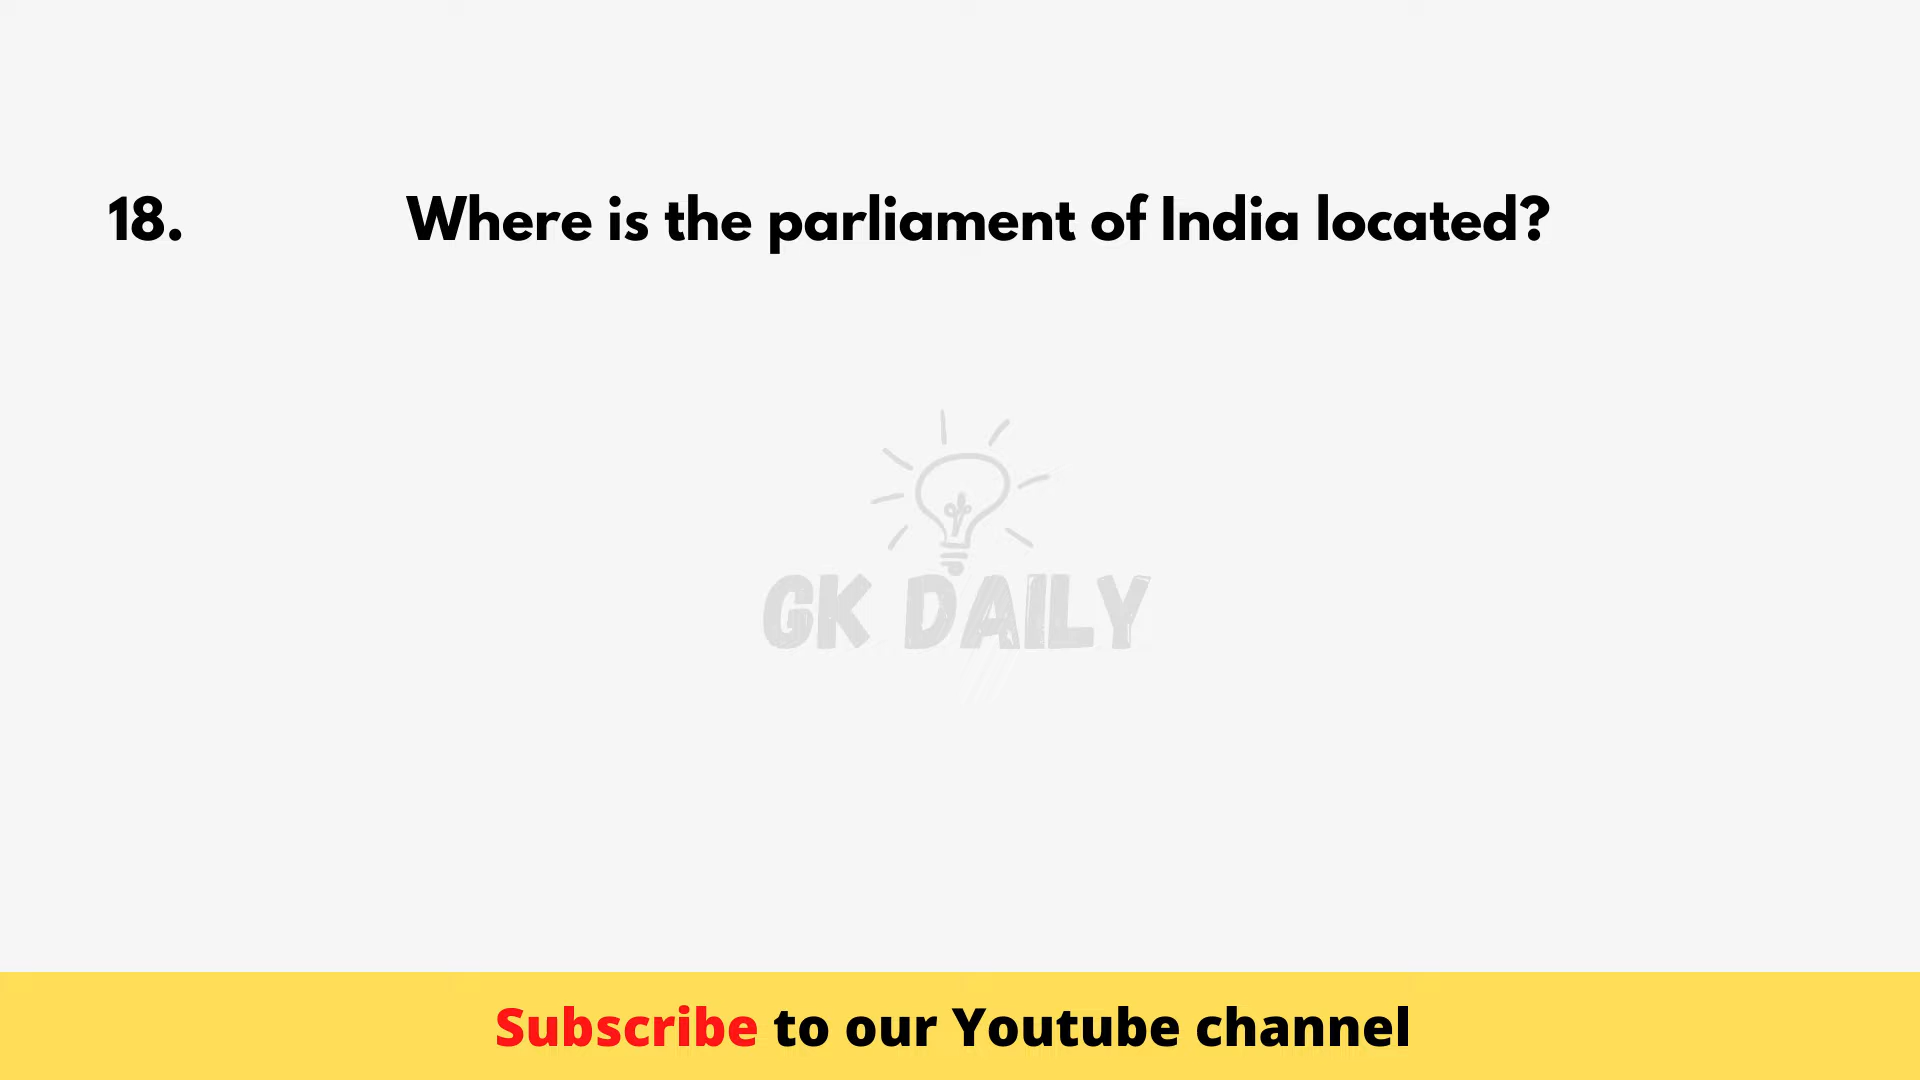 18. Where is the parliament of India located?
GK DAILY
Subscribe to our Youtube channel